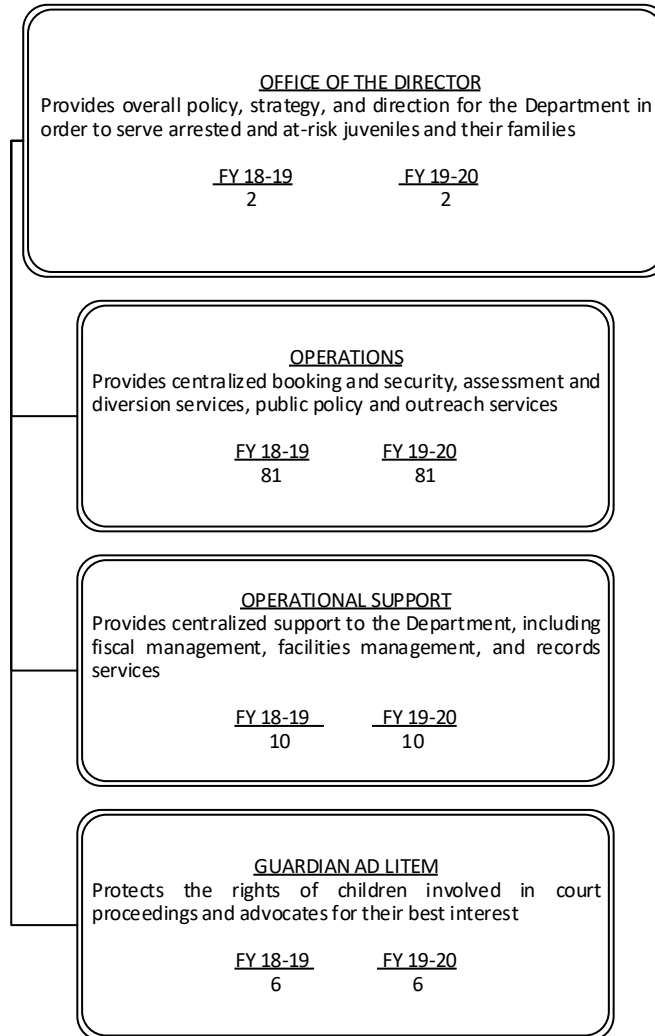 OFFICE OF THE DIRECTOR
Provides overall policy, strategy, and direction for the Department in
order to serve arrested and at-risk juveniles and their families
FY 18-19 FY 19-20
2 2
OPERATIONS
Provides centralized booking and security, assessment and
diversion services, public policy and outreach services
FY 18-19 FY 19-20
81 81
OPERATIONAL SUPPORT
Provides centralized support to the Department, including
fiscal management, facilities management, and records
services
FY 18-19 FY 19-20
10 10
GUARDIAN AD LITEM
Protects the rights of children involved in court
proceedings and advocates for their best interest
FY 18-19 FY 19-20
6 6